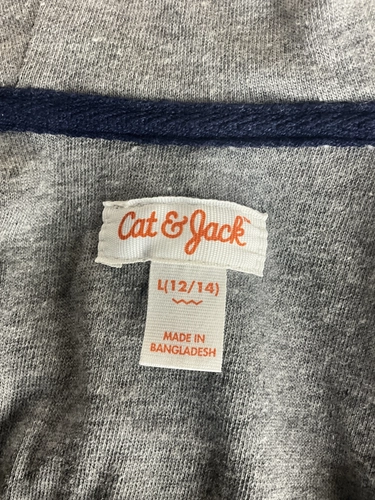 Cat & Jack™
L(12/14)
MADE IN
BANGLADESH